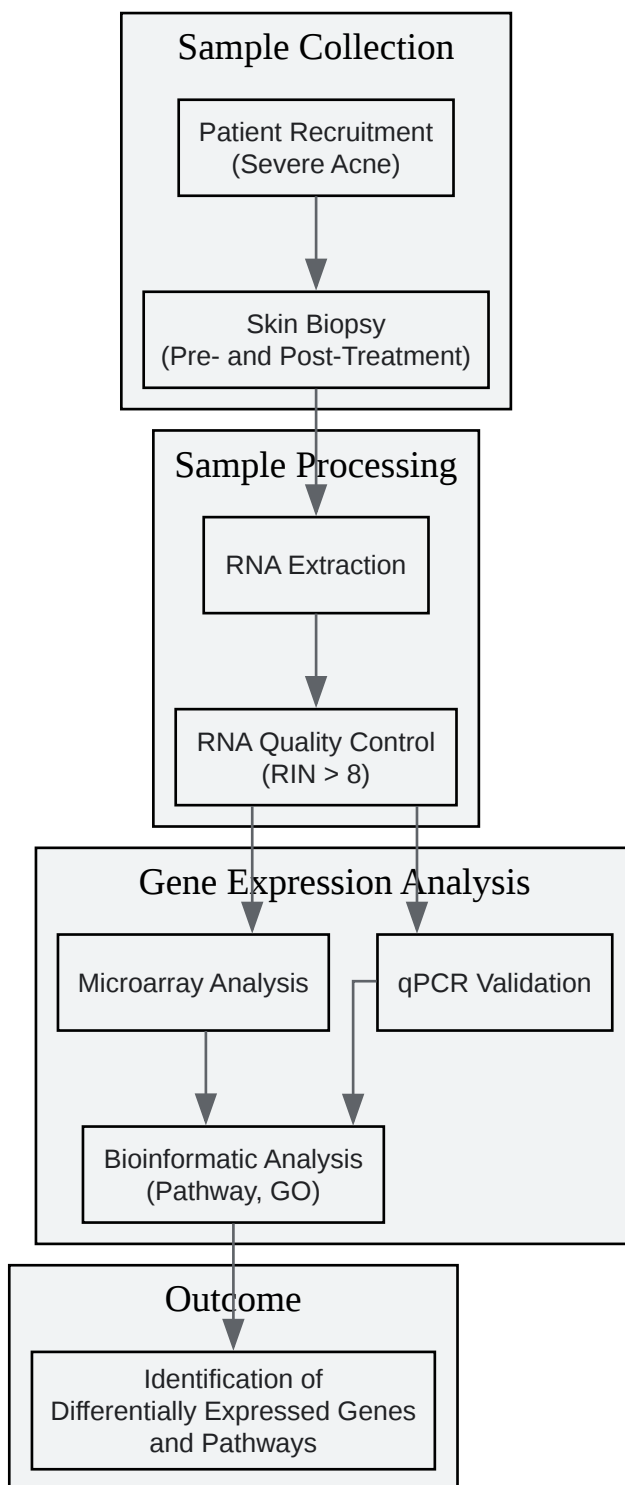 Sample Collection
Patient Recruitment
(Severe Acne)
Skin Biopsy
(Pre- and Post-Treatment)
Sample Processing
RNA Extraction
RNA Quality Control
(RIN > 8)
Gene Expression Analysis
Microarray Analysis
qPCR Validation
Bioinformatic Analysis
(Pathway, GO)
Outcome
Identification of
Differentially Expressed Genes
and Pathways